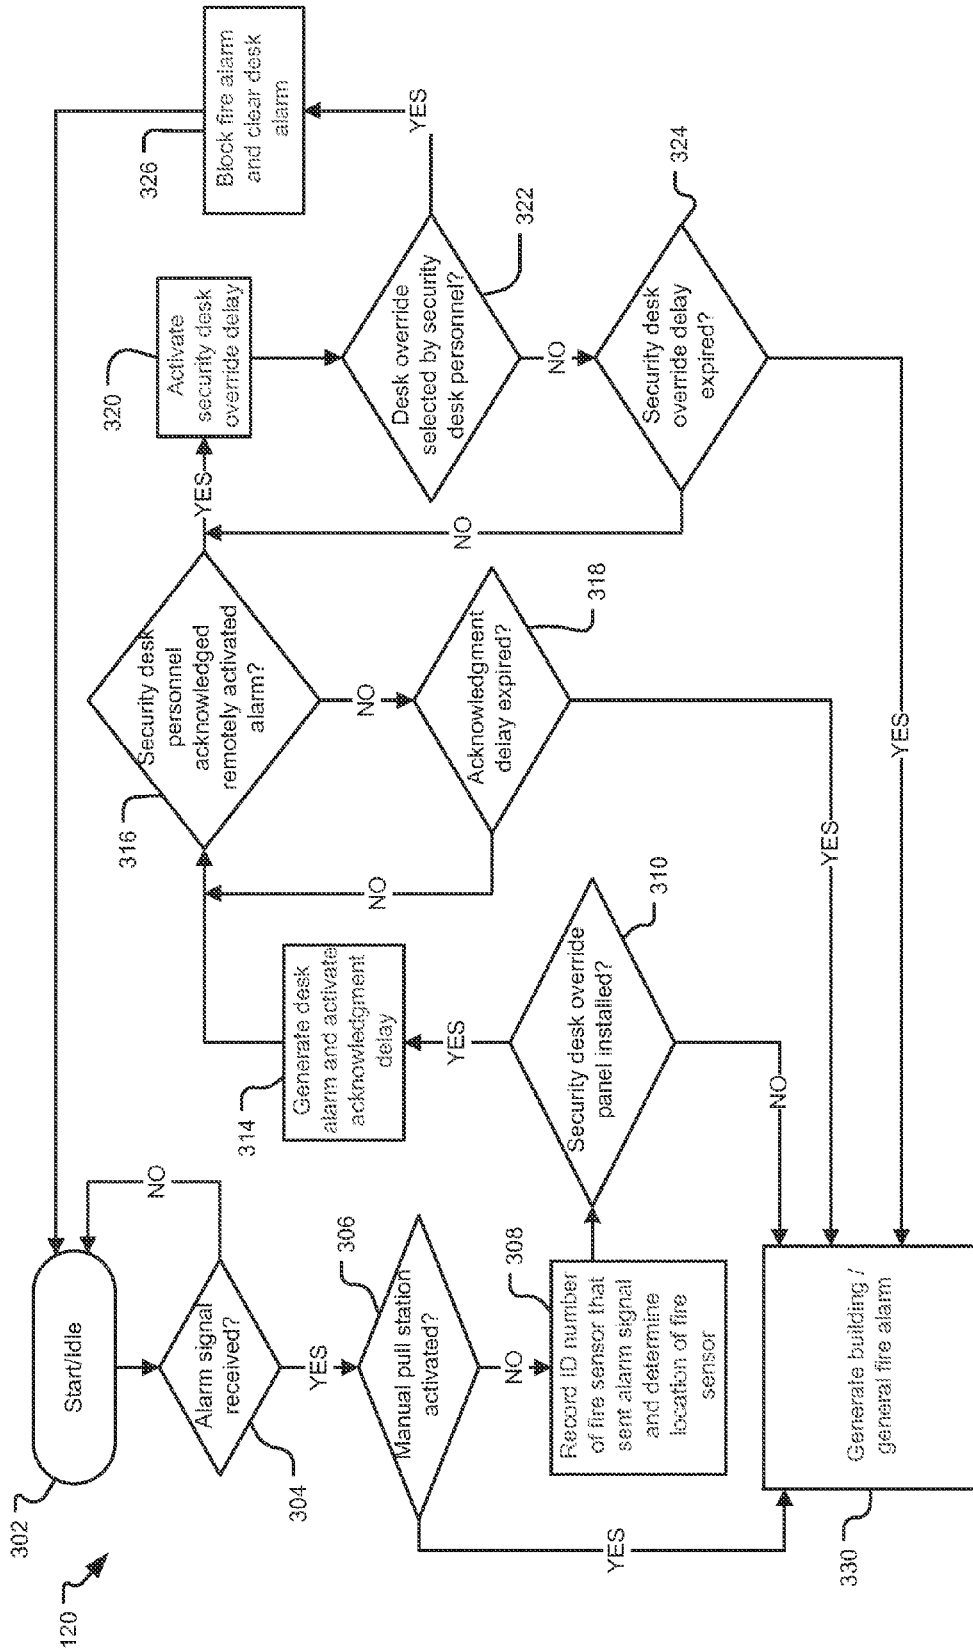 120
302
Start/Idle
Alarm signal
received?
304
NO
YES
306
Manual pull station
activated?
YES
NO
308
Record ID number
of fire sensor that
sent alarm signal
and determine
location of fire
sensor
310
Security desk override
panel installed?
YES
NO
314
Generate desk
alarm and activate
acknowledgment
delay
316
Security desk
personnel
acknowledged
remotely activated
alarm?
YES
NO
318
Acknowledgment
delay expired?
NO
YES
320
Activate
security desk
override delay
322
Desk override
selected by security
desk personnel?
YES
NO
324
Security desk
override delay
expired?
NO
YES
326
Block fire alarm
and clear desk
alarm
330
Generate building /
general fire alarm